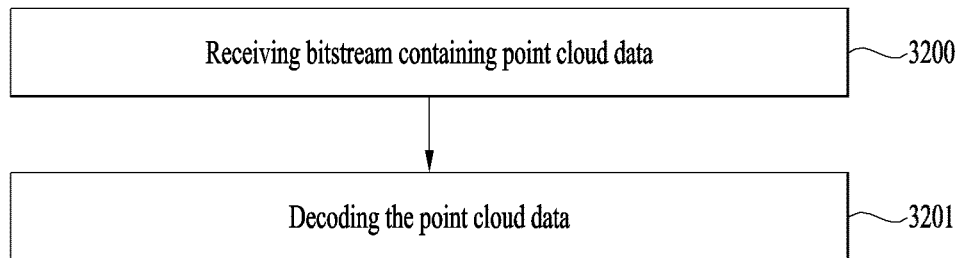 Receiving bitstream containing point cloud data 3200
Decoding the point cloud data 3201